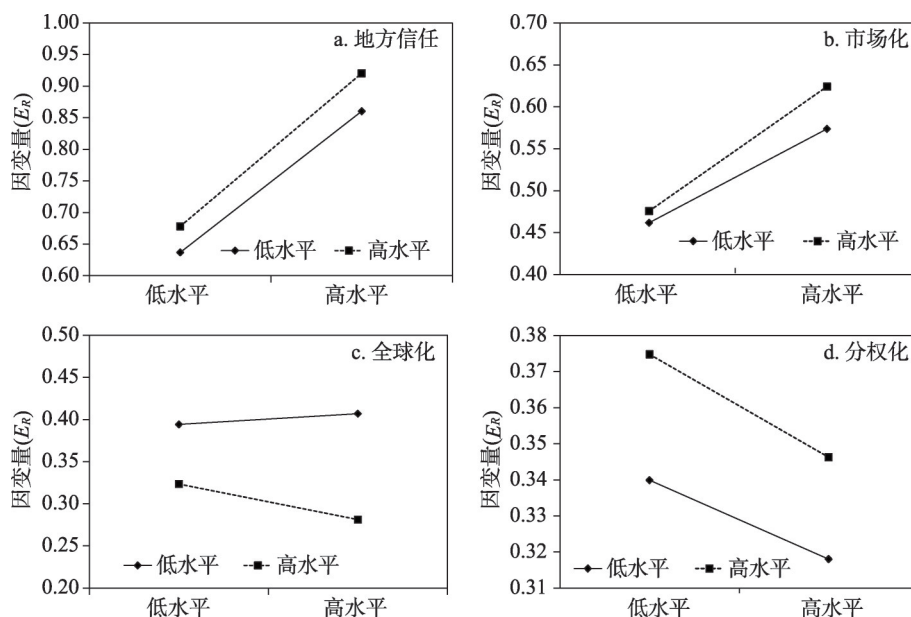 a. 地方信任
因变量(E_R)
1.00
0.95
0.90
0.85
0.80
0.75
0.70
0.65
0.60
低水平 高水平
低水平 高水平
b. 市场化
因变量(E_R)
0.70
0.65
0.60
0.55
0.50
0.45
0.40
低水平 高水平
低水平 高水平
c. 全球化
因变量(E_R)
0.50
0.45
0.40
0.35
0.30
0.25
0.20
低水平 高水平
低水平 高水平
d. 分权化
因变量(E_R)
0.38
0.37
0.36
0.35
0.34
0.33
0.32
0.31
低水平 高水平
低水平 高水平